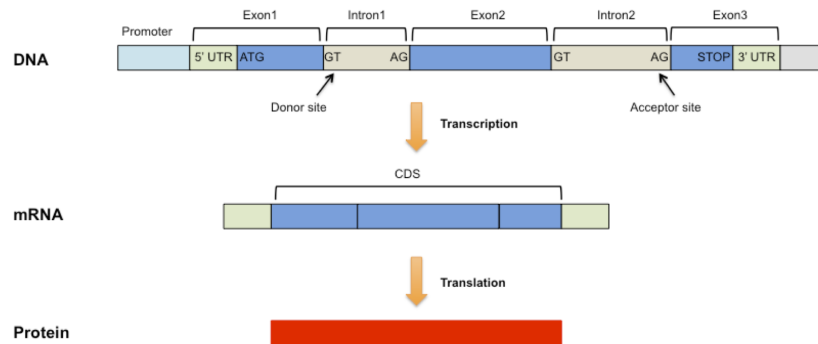 Exon1 Intron1 Exon2 Intron2 Exon3
Promoter
DNA 5' UTR ATG GT AG GT AG STOP 3' UTR
Donor site Acceptor site
Transcription
CDS
mRNA
Translation
Protein